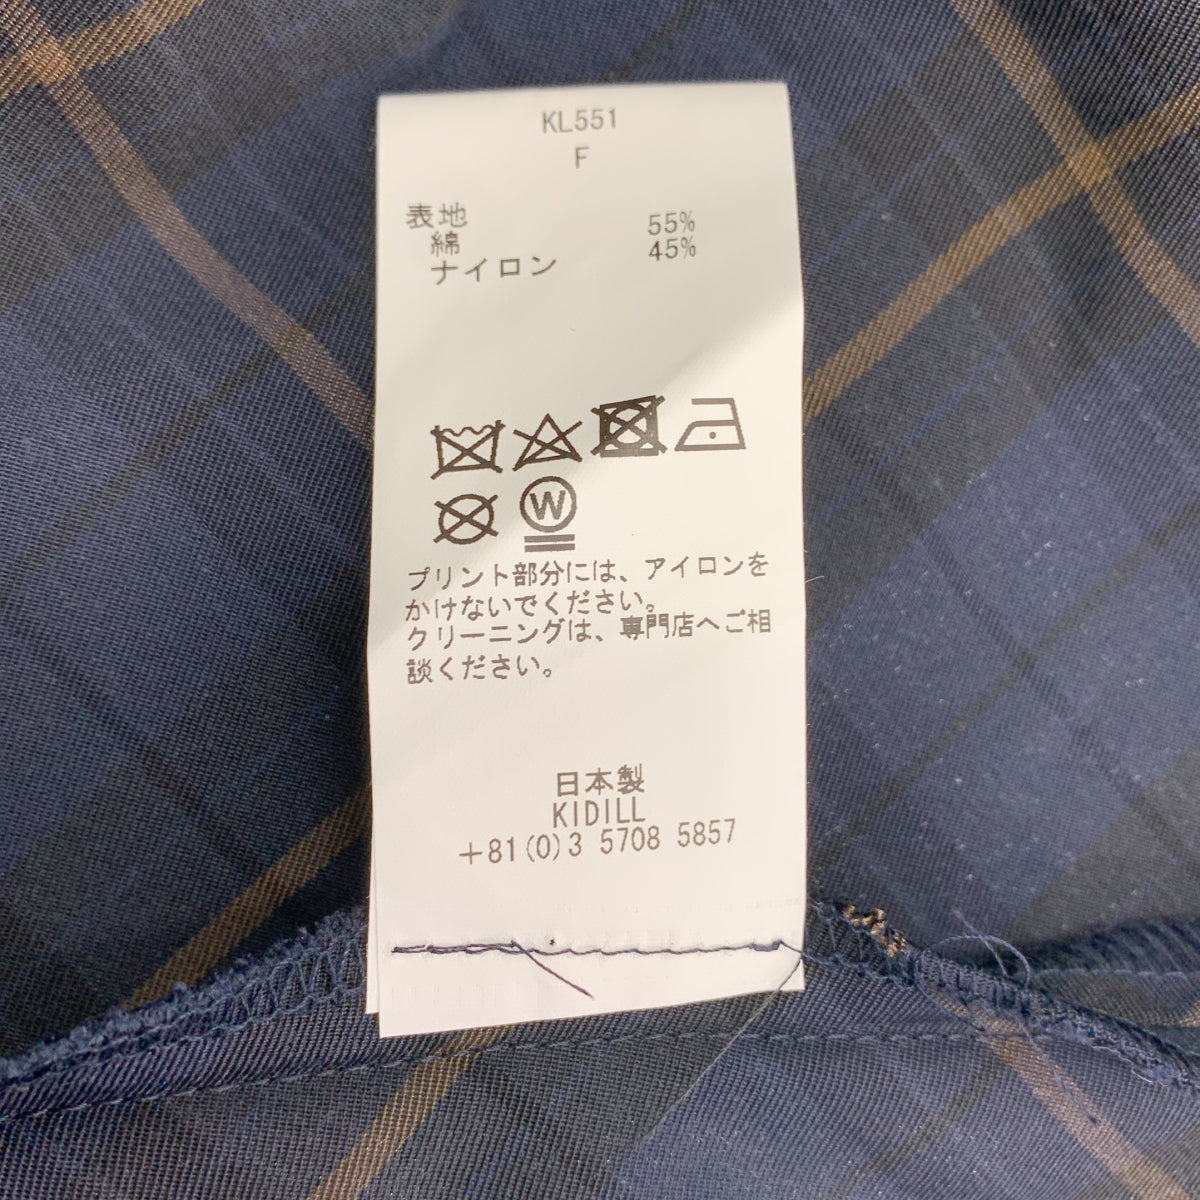 KL551
F
表地
綿 55%
ナイロン 45%
W
プリント部分には、アイロンを
かけないでください。
クリーニングは、専門店へご相
談ください。
日本製
KIDILL
+81(0)3 5708 5857